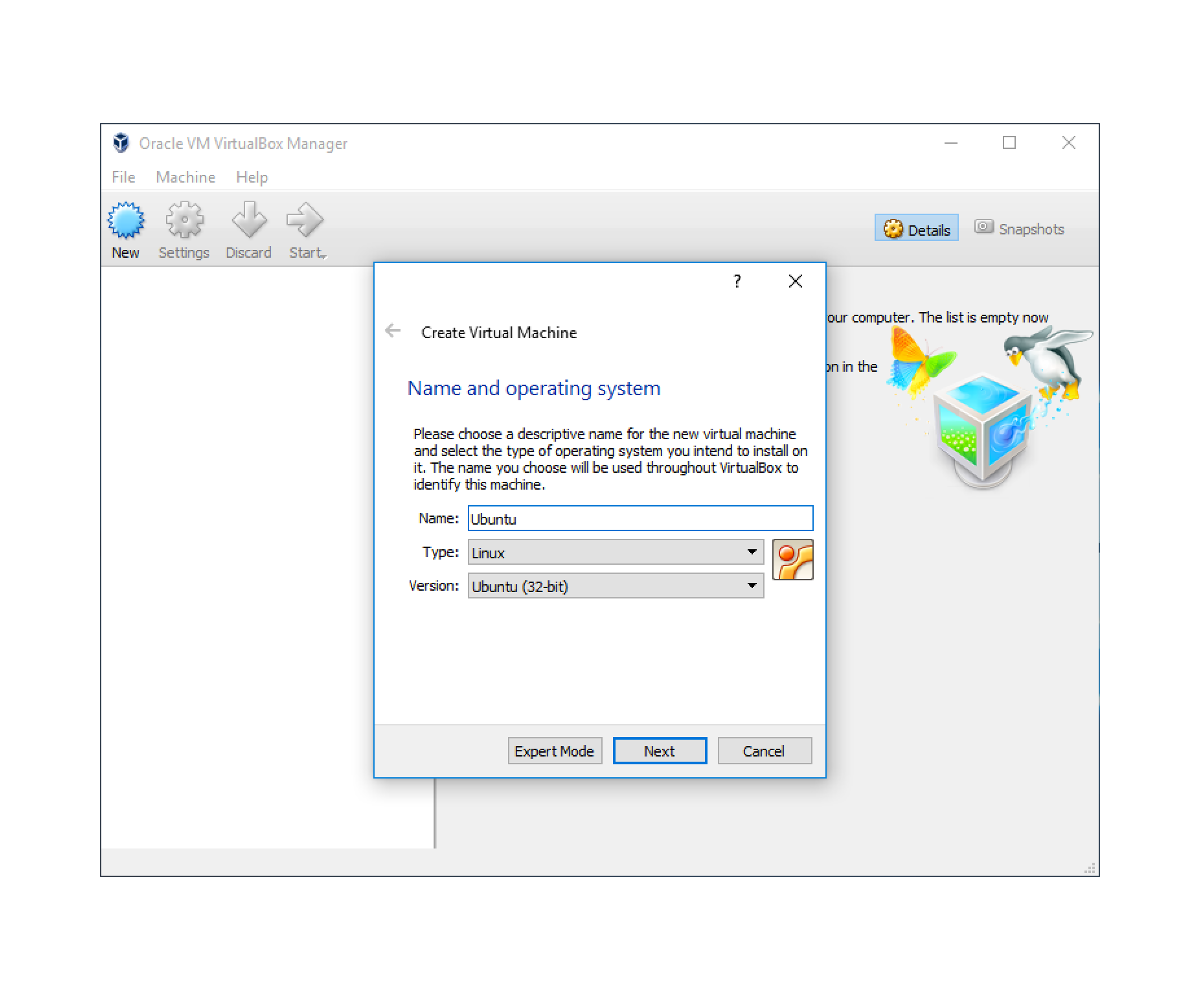 Oracle VM VirtualBox Manager
File Machine Help
New Settings Discard Start
Details Snapshots
?
our computer. The list is empty now
on in the
Create Virtual Machine
Name and operating system
Please choose a descriptive name for the new virtual machine
and select the type of operating system you intend to install on
it. The name you choose will be used throughout VirtualBox to
identify this machine.
Name: Ubuntu
Type: Linux
Version: Ubuntu (32-bit)
Expert Mode Next Cancel